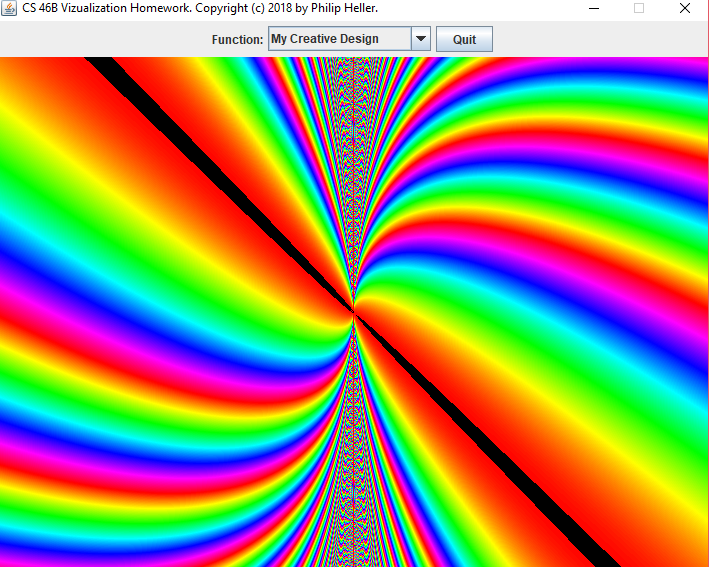 CS 46B Vizualization Homework. Copyright (c) 2018 by Philip Heller.
Function: My Creative Design Quit